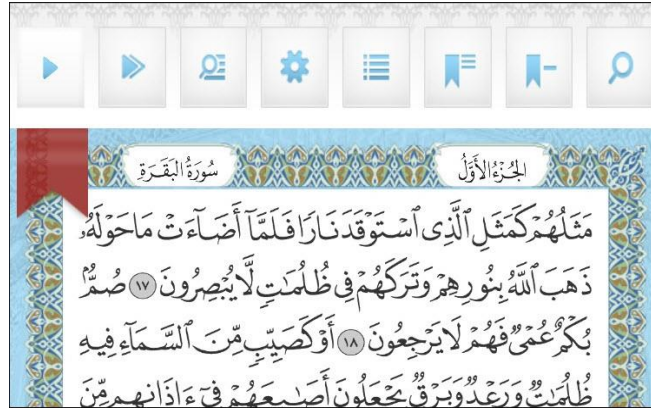 الجُزْءُ الأَوَّلُ
سُورَةُ البَقَرَةِ
مَثَلُهُمْ كَمَثَلِ ٱلَّذِى ٱسْتَوْقَدَ نَارًا فَلَمَّآ أَضَآءَتْ مَا حَوْلَهُۥ
ذَهَبَ ٱللَّهُ بِنُورِهِمْ وَتَرَكَهُمْ فِى ظُلُمَٰتٍ لَّا يُبْصِرُونَ ١٧ صُمٌّۢ
بُكْمٌ عُمْىٌ فَهُمْ لَا يَرْجِعُونَ ١٨ أَوْ كَصَيِّبٍ مِّنَ ٱلسَّمَآءِ فِيهِ
ظُلُمَٰتٌ وَرَعْدٌ وَبَرْقٌ يَجْعَلُونَ أَصَٰبِعَهُمْ فِىٓ ءَاذَانِهِم مِّنَ